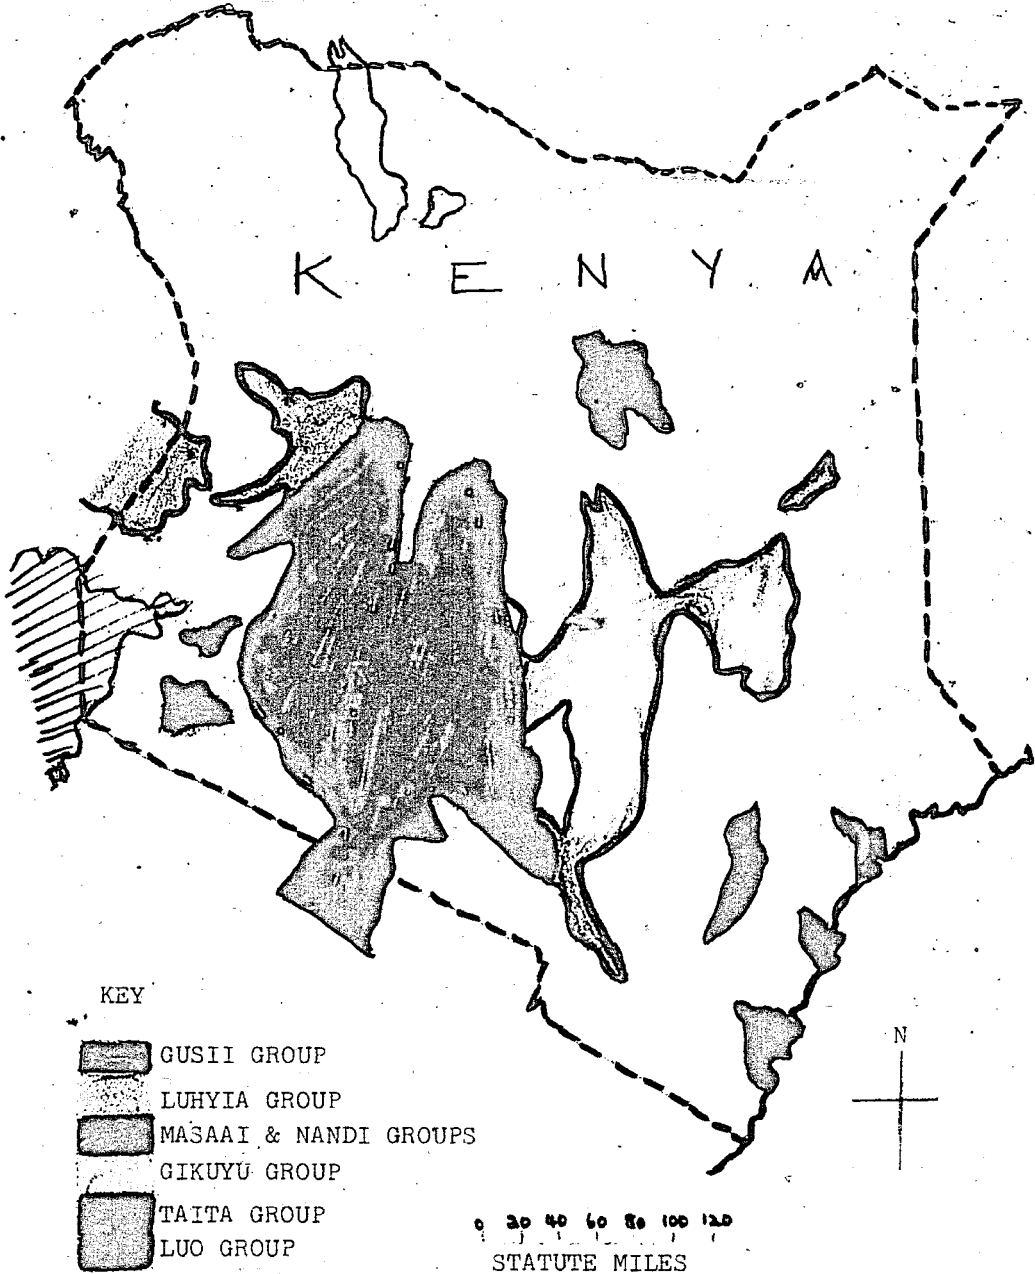 K E N Y A
KEY
GUSII GROUP
LUHYIA GROUP
MASAAI & NANDI GROUPS
GIKUYU GROUP
TAITA GROUP
LUO GROUP
N
0 20 40 60 80 100 120
STATUTE MILES